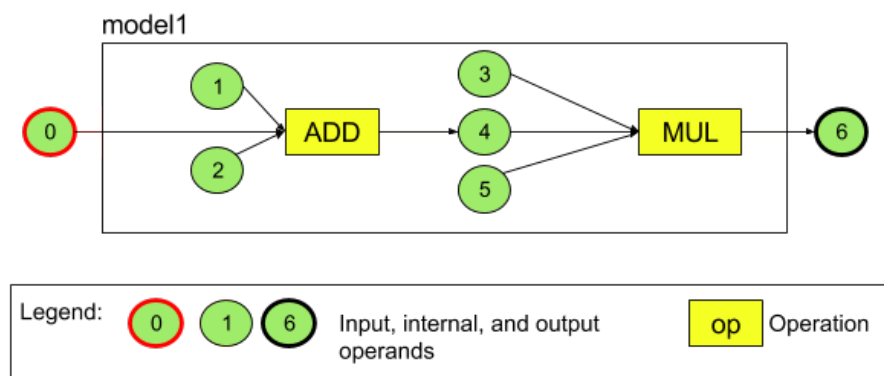 model1
1
3
0
ADD
4
MUL
6
2
5
Legend:
0
1
6
Input, internal, and output
operands
op
Operation